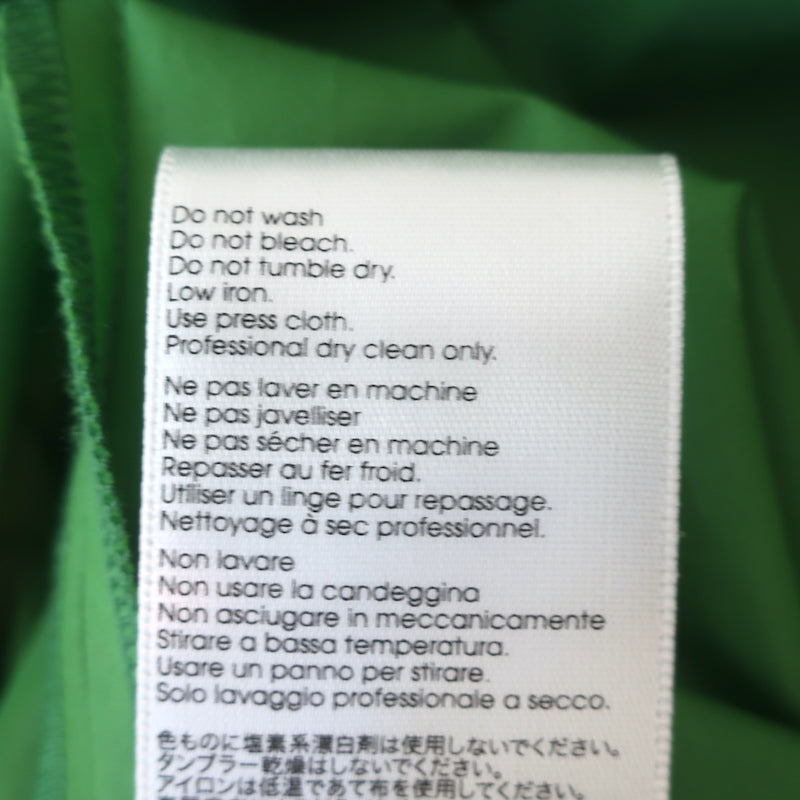 Do not wash
Do not bleach.
Do not tumble dry.
Low iron.
Use press cloth.
Professional dry clean only.
Ne pas laver en machine
Ne pas javelliser
Ne pas sécher en machine
Repasser au fer froid.
Utiliser un linge pour repassage.
Nettoyage à sec professionnel.
Non lavare
Non usare la candeggina
Non asciugare in meccanicamente
Stirare a bassa temperatura.
Usare un panno per stirare.
Solo lavaggio professionale a secco.
色ものに塩素系漂白剤は使用しないでください。
タンブラー乾燥はしないでください。
アイロンは低温であて布を使用してください。